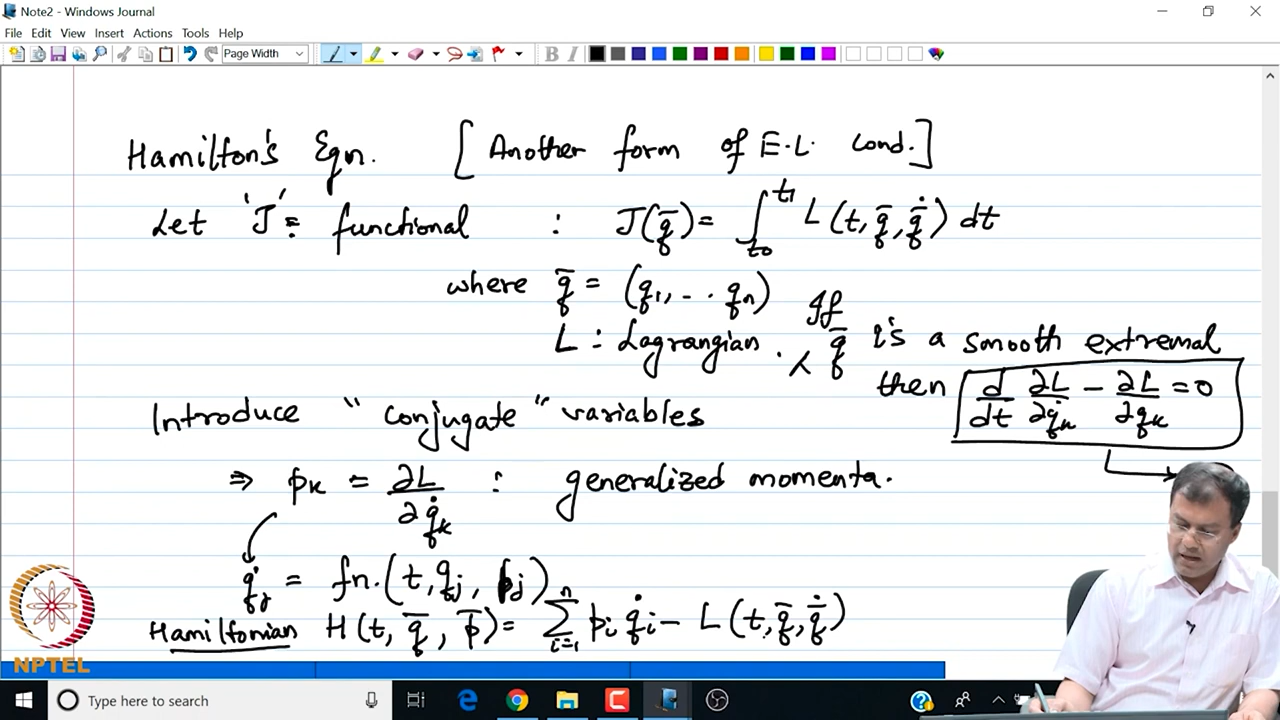 Note2 - Windows Journal
File Edit View Insert Actions Tools Help
Page Width
B I
Hamilton's Eqn. [Another form of E.L. cond.]
Let 'J' = functional : J(q̄) = ∫_{t0}^{t1} L(t, q̄, q̄̇) dt
where q̄ = (q1, ... qn)
L : Lagrangian. If q̄ is a smooth extremal
then d/dt ∂L/∂q̇k - ∂L/∂qk = 0
Introduce "conjugate" variables
⇒ pk = ∂L/∂q̇k : generalized momenta.
q̇j = fn.(t, qj, pj)
Hamiltonian H(t, q̄, p̄) = Σ_{i=1}^{n} pi q̇i - L(t, q̄, q̄̇)
NPTEL
Type here to search